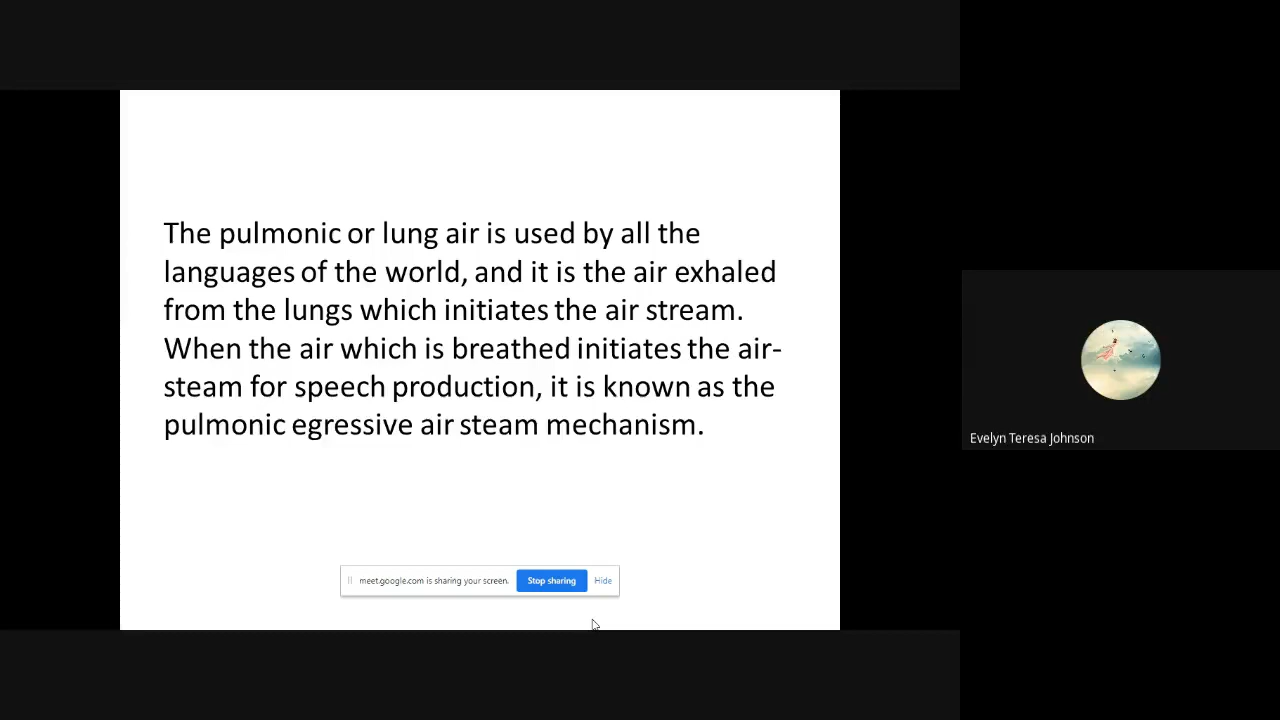 The pulmonic or lung air is used by all the
languages of the world, and it is the air exhaled
from the lungs which initiates the air stream.
When the air which is breathed initiates the air-
steam for speech production, it is known as the
pulmonic egressive air steam mechanism.
meet.google.com is sharing your screen.
Stop sharing
Hide
Evelyn Teresa Johnson